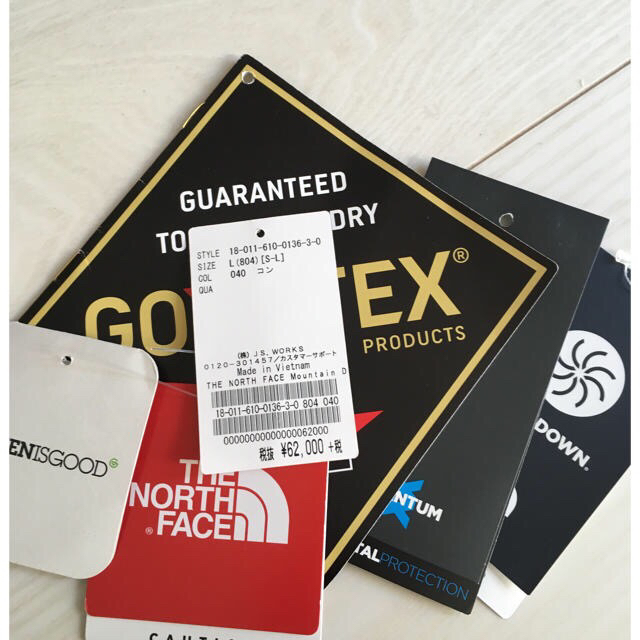 GUARANTEED
TO DRY
GO TEX®
PRODUCTS
STYLE 18-011-610-0136-3-0
SIZE L(804)[S-L]
COL 040 コン
QUA
(株)J.S.WORKS
0120-301457/カスタマーサポート
Made in Vietnam
THE NORTH FACE Mountain D
18-011-610-0136-3-0 804 040
00000000000000062000
税抜 ¥62,000 +税
ENISGOOD
G
THE
NORTH
FACE
®
CAUTIO
NTUM
TALPROTECTION
DOWN®